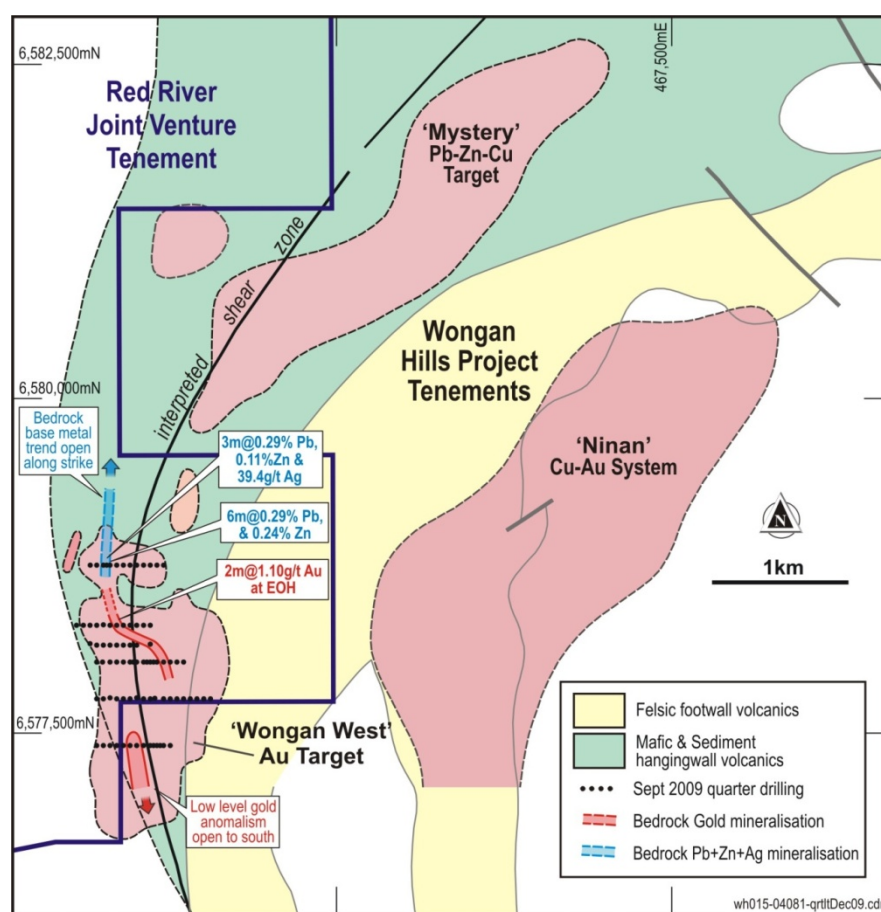 6,582,500mN
467,500mE
Red River
Joint Venture
Tenement
'Mystery'
Pb-Zn-Cu
Target
interpreted shear zone
Wongan
Hills Project
Tenements
6,580,000mN
Bedrock
base metal
trend open
along strike
3m@0.29% Pb,
0.11%Zn &
39.4g/t Ag
'Ninan'
Cu-Au System
6m@0.29% Pb,
& 0.24% Zn
N
2m@1.10g/t Au
at EOH
1km
6,577,500mN
'Wongan West'
Au Target
Low level gold
anomalism
open to south
Felsic footwall volcanics
Mafic & Sediment
hangingwall volcanics
Sept 2009 quarter drilling
Bedrock Gold mineralisation
Bedrock Pb+Zn+Ag mineralisation
wh015-04081-qrtltDec09.cdr